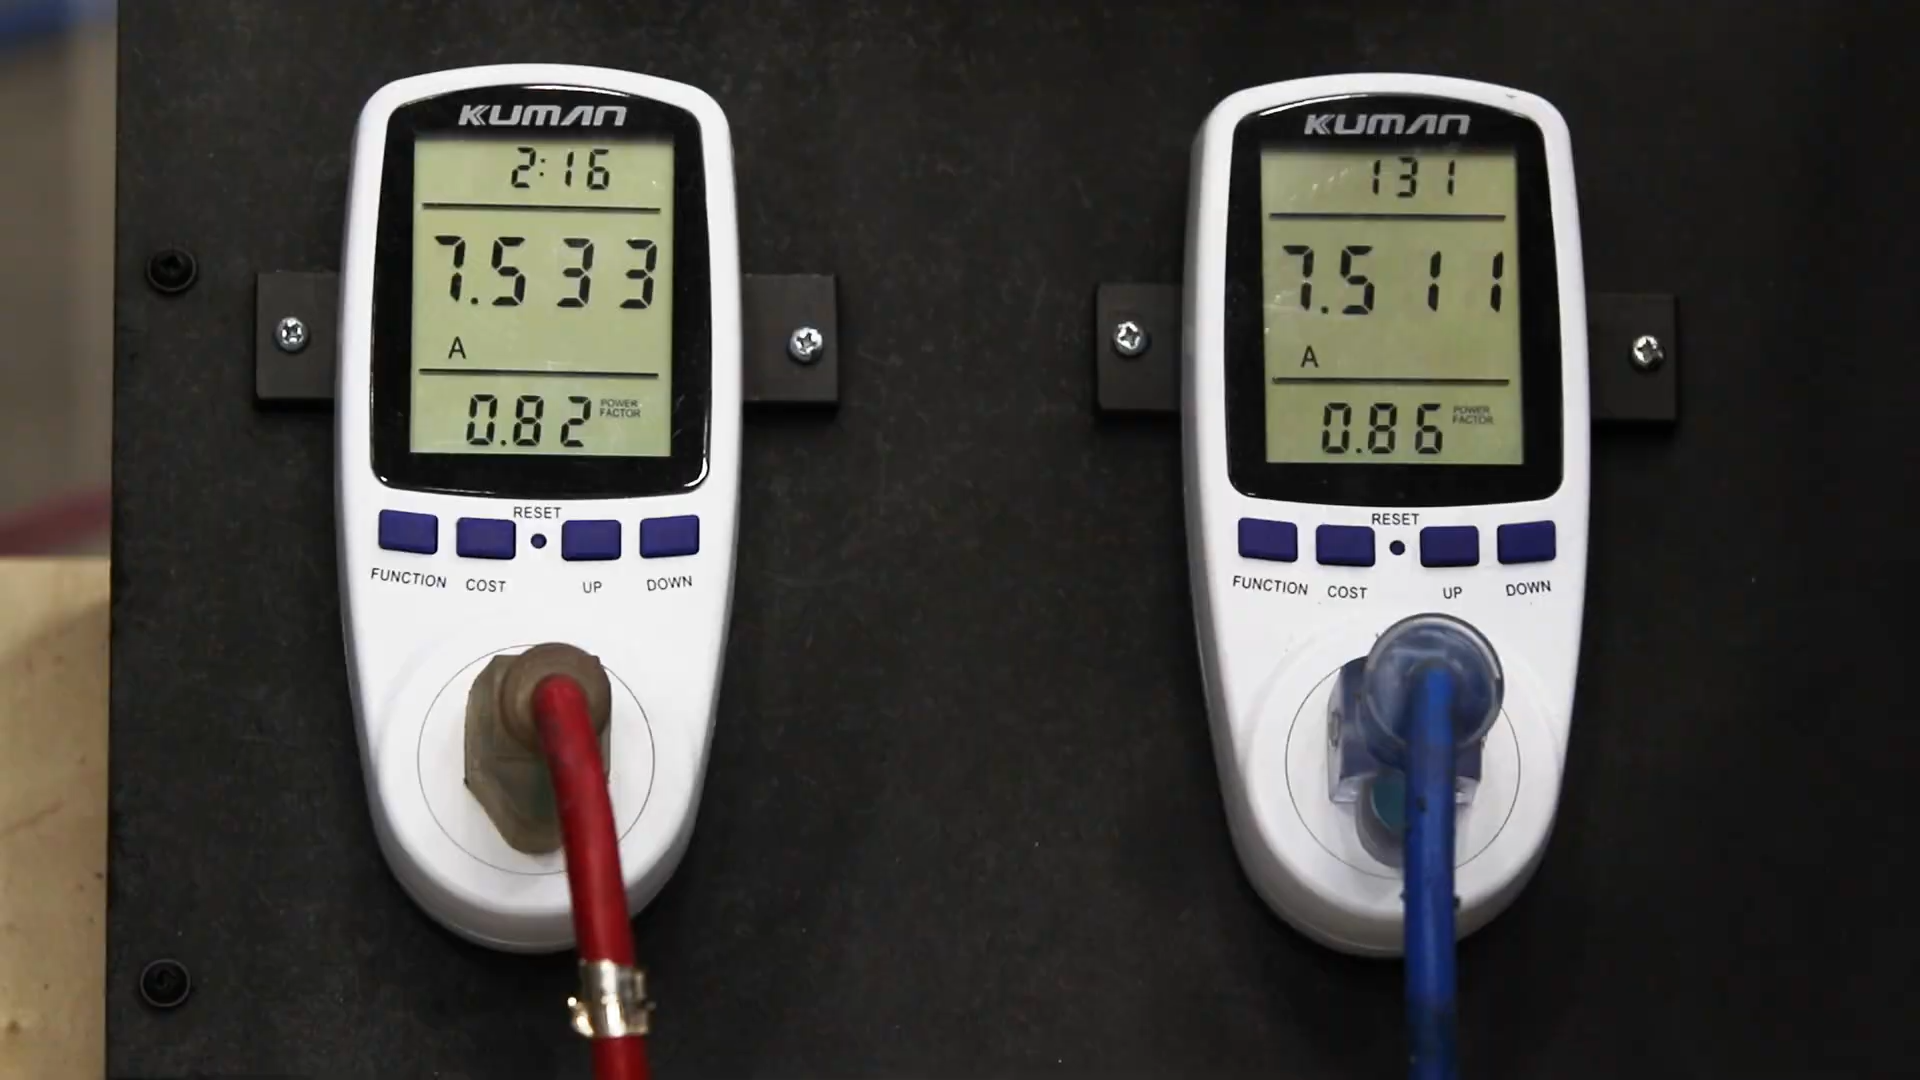 KUMAN
2:16
7.533
A
0.82 POWER FACTOR
RESET
FUNCTION COST UP DOWN
KUMAN
131
7.511
A
0.86 POWER FACTOR
RESET
FUNCTION COST UP DOWN